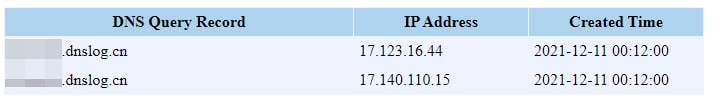 DNS Query Record IP Address Created Time
.dnslog.cn 17.123.16.44 2021-12-11 00:12:00
.dnslog.cn 17.140.110.15 2021-12-11 00:12:00